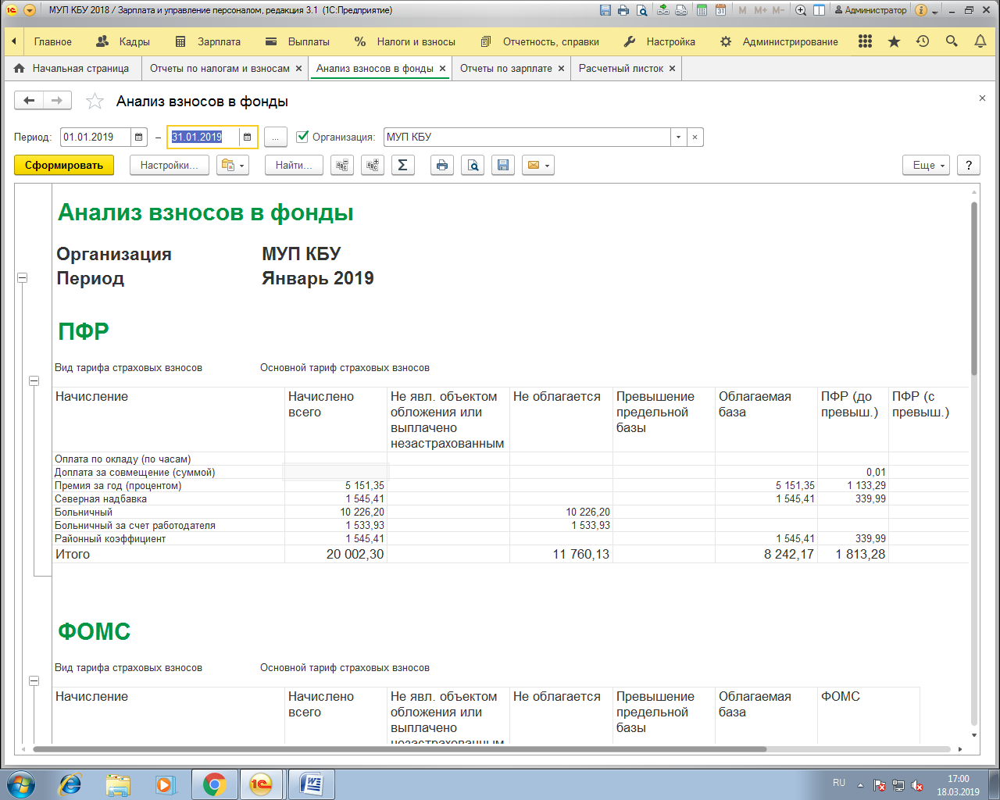 МУП КБУ 2018 / Зарплата и управление персоналом, редакция 3.1 (1С:Предприятие)
M M+ M- Администратор
Главное Кадры Зарплата Выплаты Налоги и взносы Отчетность, справки Настройка Администрирование
Начальная страница Отчеты по налогам и взносам × Анализ взносов в фонды × Отчеты по зарплате × Расчетный листок ×
Анализ взносов в фонды
Период: 01.01.2019 – 31.01.2019 ... Организация: МУП КБУ
Сформировать Настройки... Найти... Σ Еще ?
Анализ взносов в фонды
Организация МУП КБУ
Период Январь 2019
ПФР
Вид тарифа страховых взносов Основной тариф страховых взносов
Начисление Начислено Не явл. объектом Не облагается Превышение Облагаемая ПФР (до ПФР (с
всего обложения или предельной база превыш.) превыш.)
выплачено базы
незастрахованным
Оплата по окладу (по часам)
Доплата за совмещение (суммой) 0,01
Премия за год (процентом) 5 151,35 5 151,35 1 133,29
Северная надбавка 1 545,41 1 545,41 339,99
Больничный 10 226,20 10 226,20
Больничный за счет работодателя 1 533,93 1 533,93
Районный коэффициент 1 545,41 1 545,41 339,99
Итого 20 002,30 11 760,13 8 242,17 1 813,28
ФОМС
Вид тарифа страховых взносов Основной тариф страховых взносов
Начисление Начислено Не явл. объектом Не облагается Превышение Облагаемая ФОМС
всего обложения или предельной база
выплачено базы
незастрахованным
RU 17:00
18.03.2019